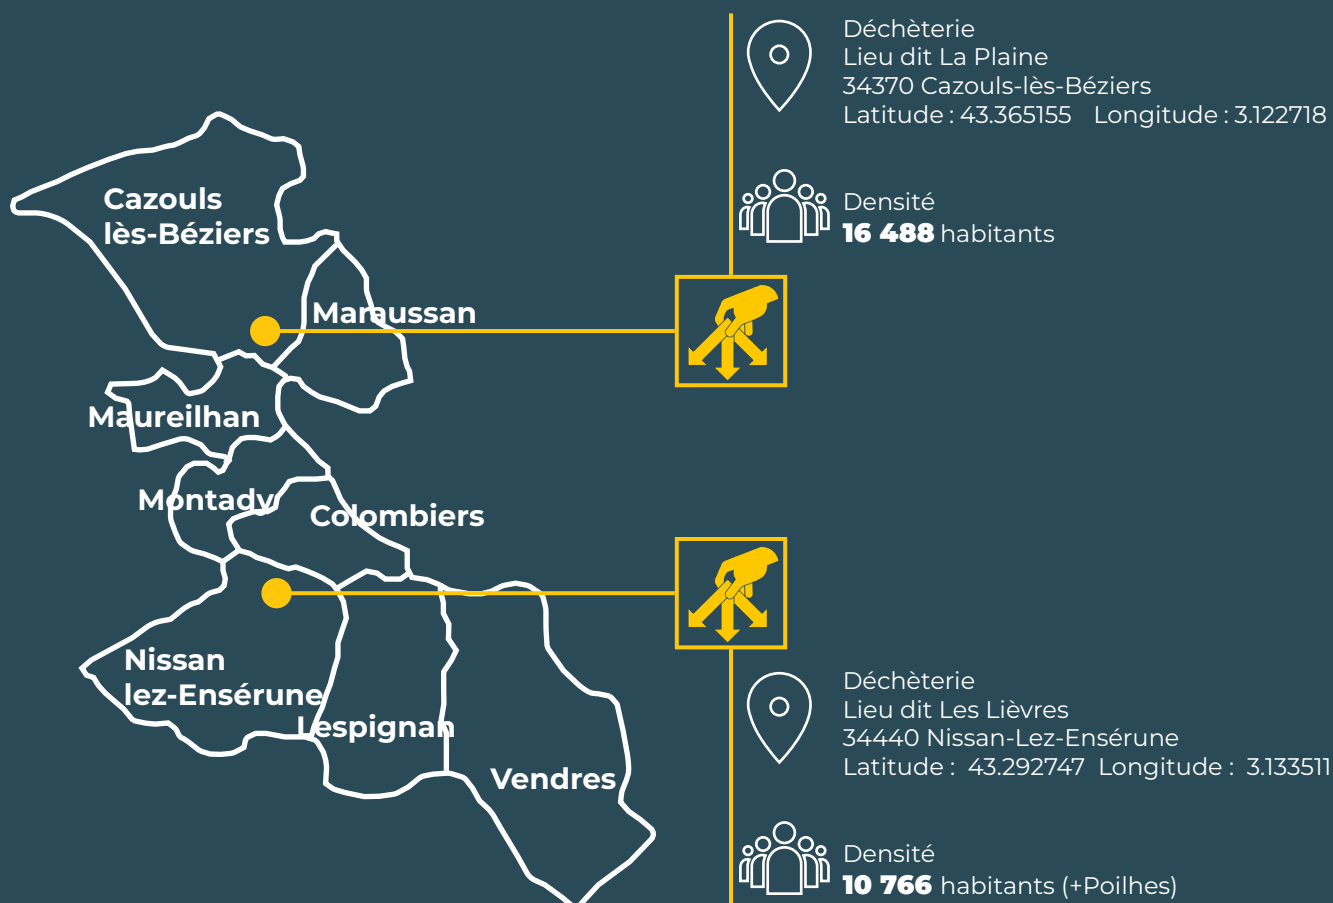 Déchèterie
Lieu dit La Plaine
34370 Cazouls-lès-Béziers
Latitude : 43.365155 Longitude : 3.122718
Densité
16 488 habitants
Cazouls
lès-Béziers
Maraussan
Maureilhan
Montady
Colombiers
Nissan
lez-Ensérune
Lespignan
Vendres
Déchèterie
Lieu dit Les Lièvres
34440 Nissan-Lez-Ensérune
Latitude : 43.292747 Longitude : 3.133511
Densité
10 766 habitants (+Poilhes)